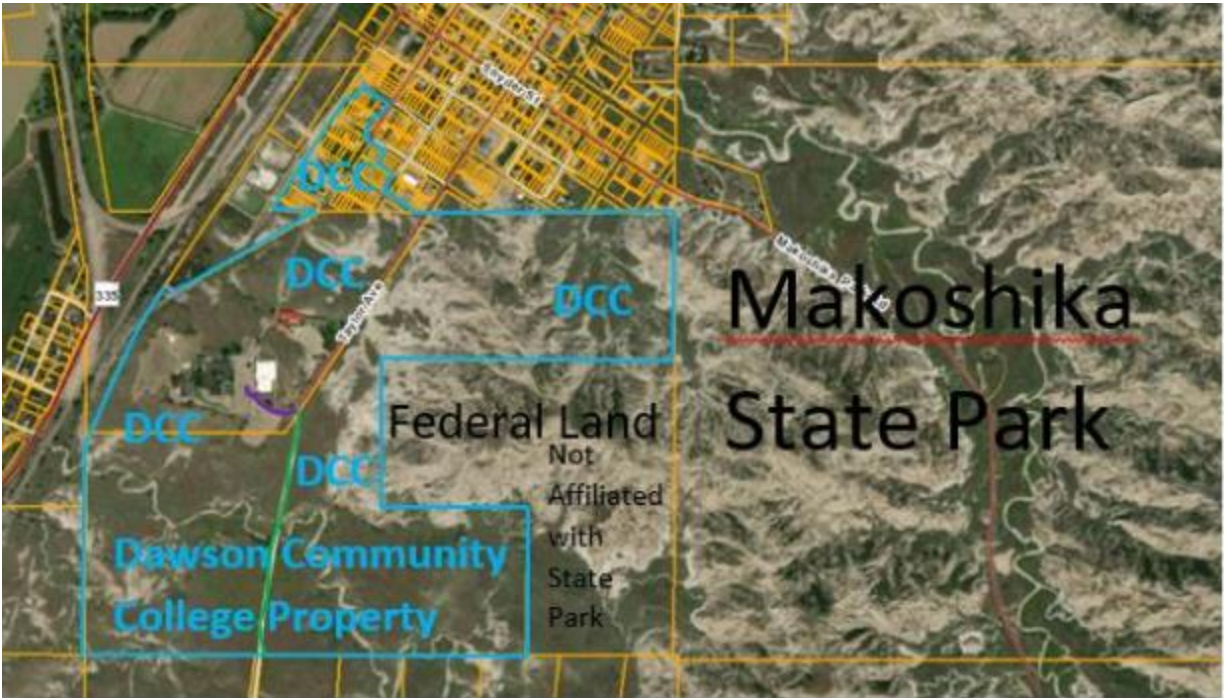 Snyder St
DCC
335
DCC
Taylor Ave
DCC
Makoshika
State Park
DCC
Federal Land
Not
Affiliated
with
State
Park
DCC
Dawson Community
College Property